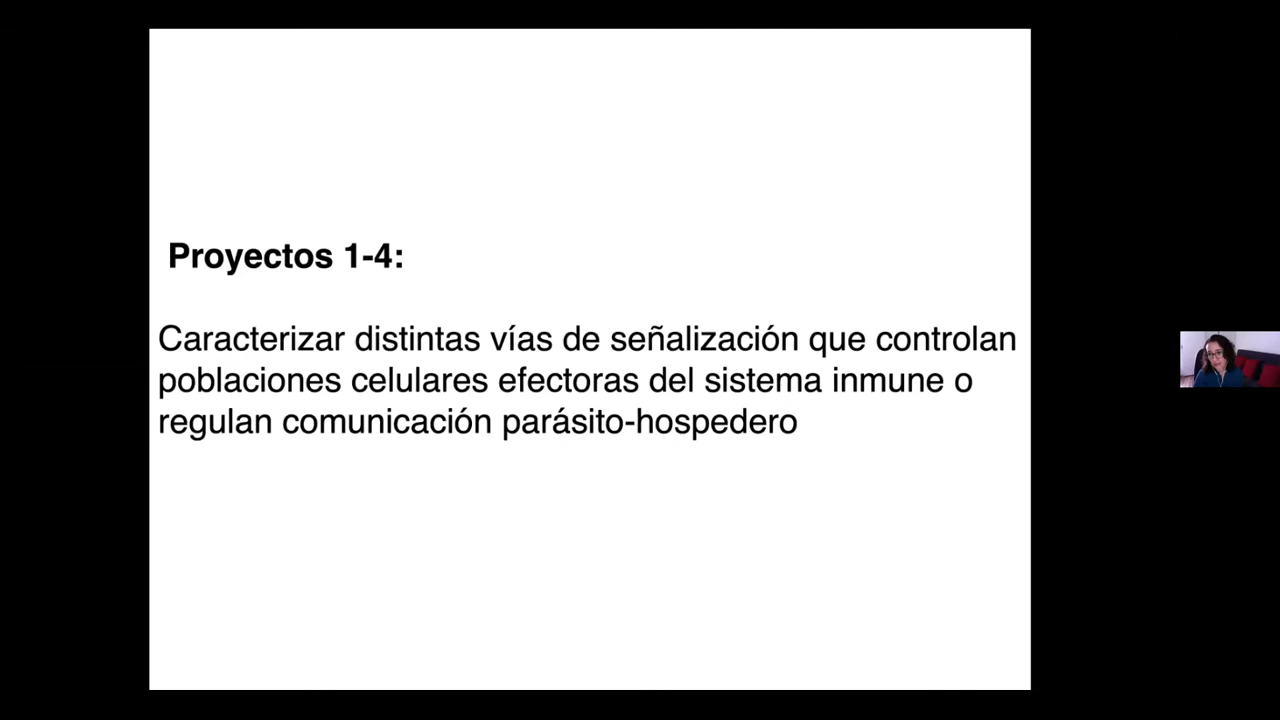 Proyectos 1-4:
Caracterizar distintas vías de señalización que controlan
poblaciones celulares efectoras del sistema inmune o
regulan comunicación parásito-hospedero